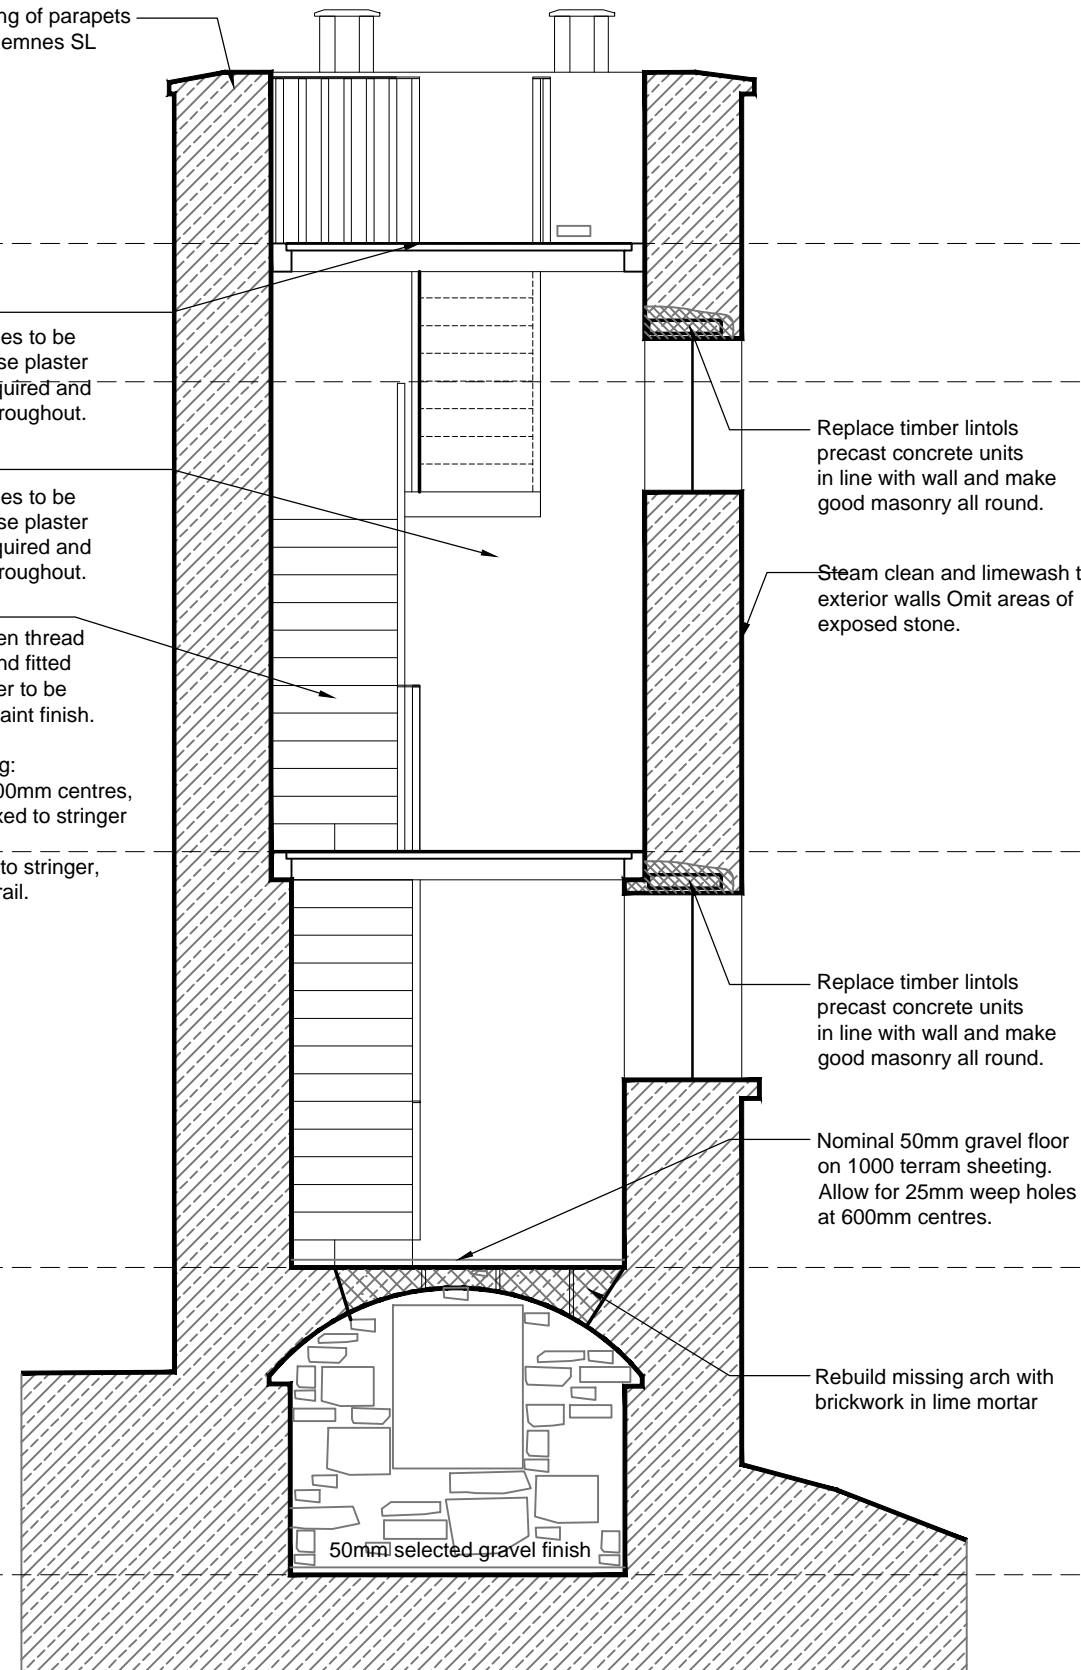 ng of parapets
emnes SL
es to be
se plaster
quired and
roughout.
es to be
se plaster
quired and
roughout.
en thread
nd fitted
er to be
aint finish.
g:
00mm centres,
xed to stringer
to stringer,
rail.
Replace timber lintols
precast concrete units
in line with wall and make
good masonry all round.
Steam clean and limewash t
exterior walls Omit areas of
exposed stone.
Replace timber lintols
precast concrete units
in line with wall and make
good masonry all round.
Nominal 50mm gravel floor
on 1000 terram sheeting.
Allow for 25mm weep holes
at 600mm centres.
Rebuild missing arch with
brickwork in lime mortar
50mm selected gravel finish